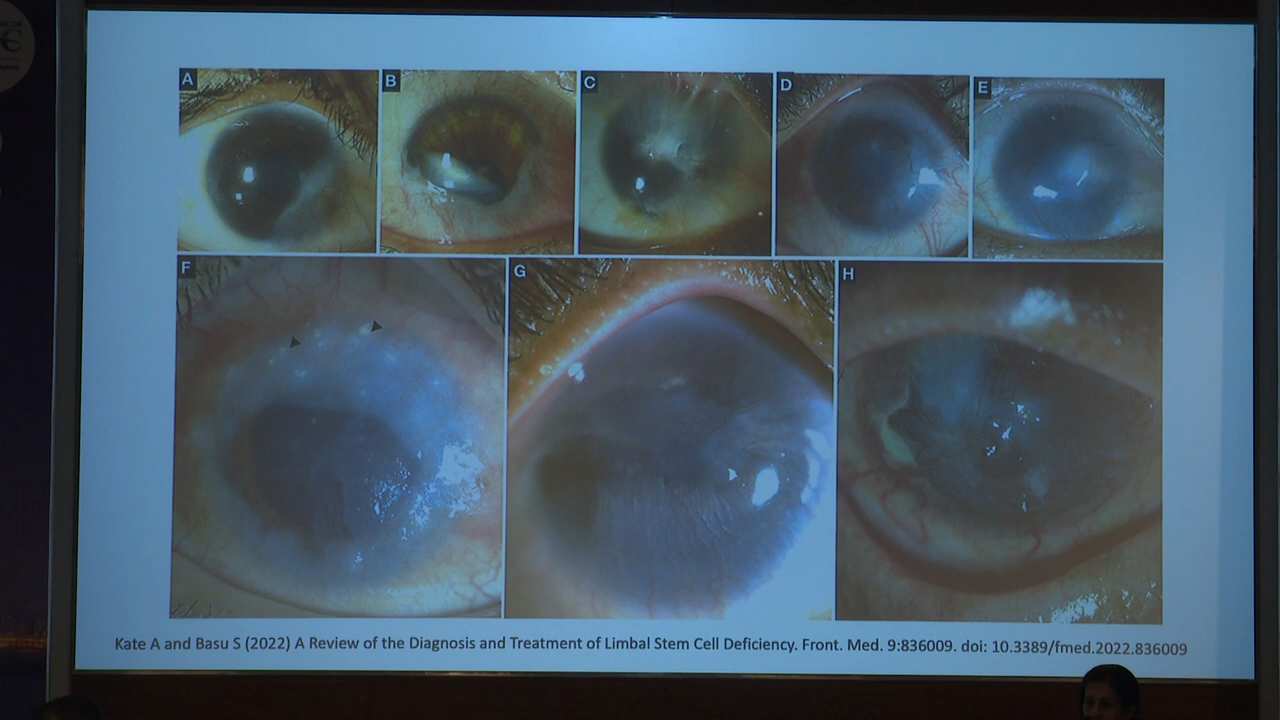 A
B
C
D
E
F
G
H
Kate A and Basu S (2022) A Review of the Diagnosis and Treatment of Limbal Stem Cell Deficiency. Front. Med. 9:836009. doi: 10.3389/fmed.2022.836009